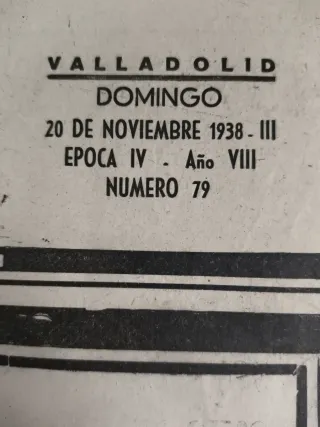 VALLADOLID
DOMINGO
20 DE NOVIEMBRE 1938 - III
EPOCA IV - Año VIII
NUMERO 79